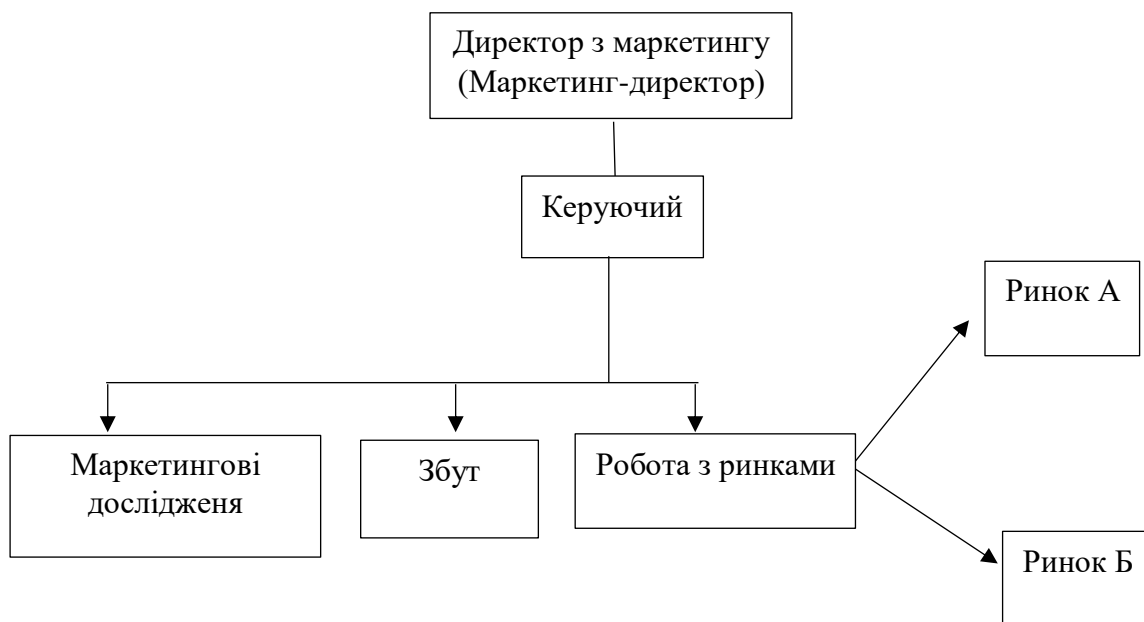 Директор з маркетингу
(Маркетинг-директор)
Керуючий
Ринок А
Маркетингові
дослідженя
Збут
Робота з ринками
Ринок Б